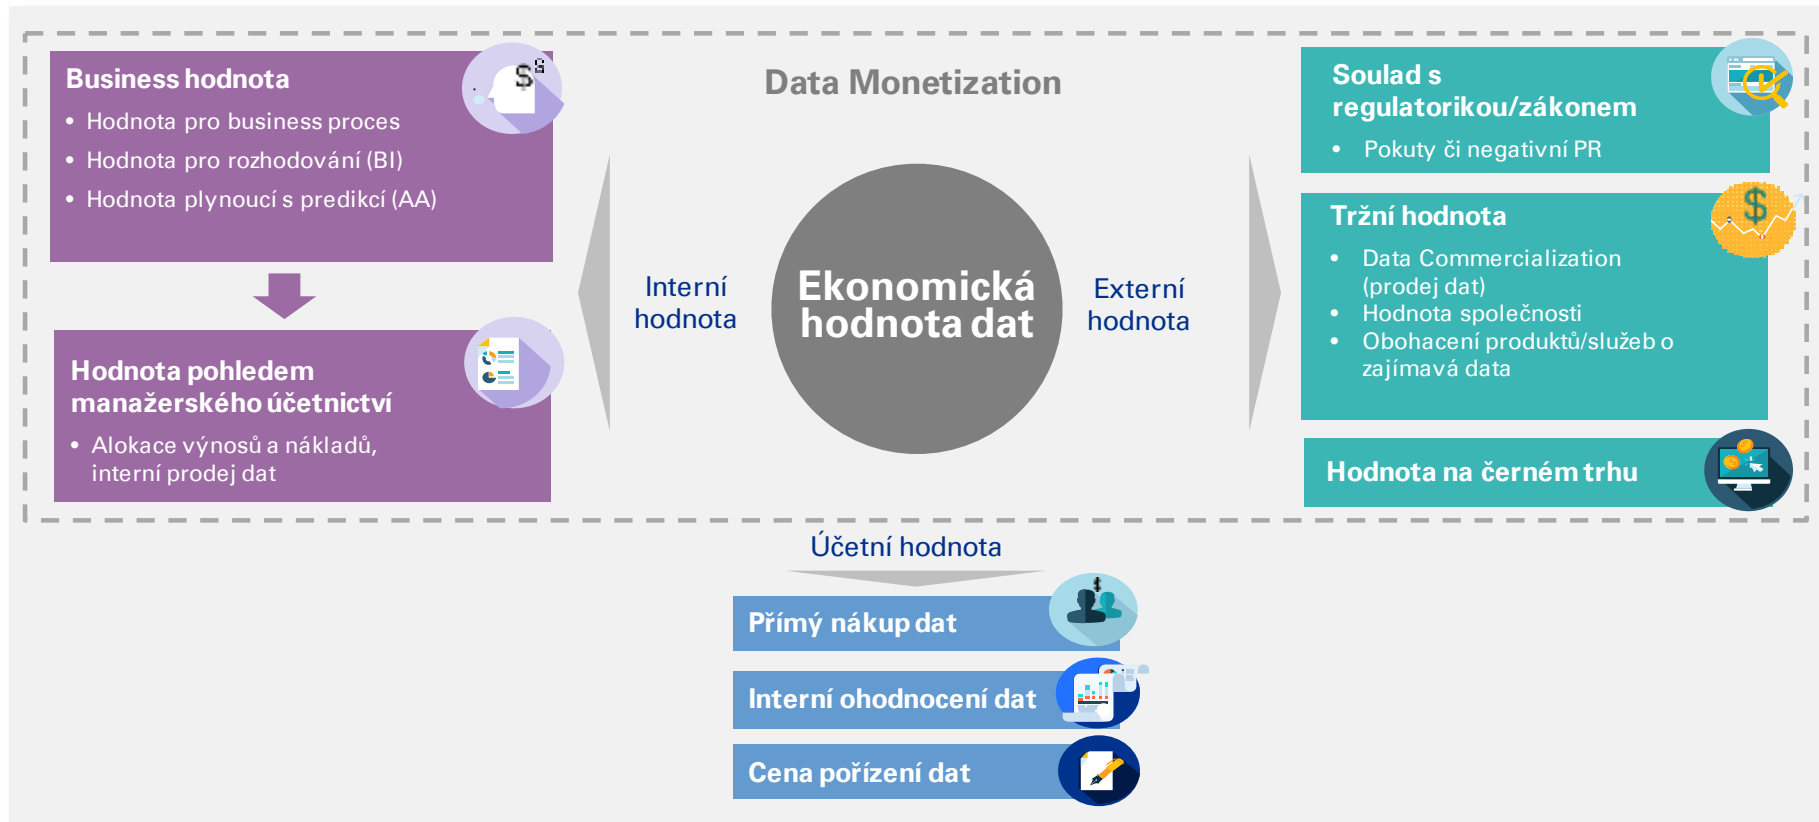 Data Monetization
Business hodnota
• Hodnota pro business proces
• Hodnota pro rozhodování (BI)
• Hodnota plynoucí s predikcí (AA)
Hodnota pohledem
manažerského účetnictví
• Alokace výnosů a nákladů,
interní prodej dat
Interní
hodnota
Ekonomická
hodnota dat
Externí
hodnota
Soulad s
regulatorikou/zákonem
• Pokuty či negativní PR
Tržní hodnota
• Data Commercialization
(prodej dat)
• Hodnota společnosti
• Obohacení produktů/služeb o
zajímavá data
Hodnota na černém trhu
Účetní hodnota
Přímý nákup dat
Interní ohodnocení dat
Cena pořízení dat